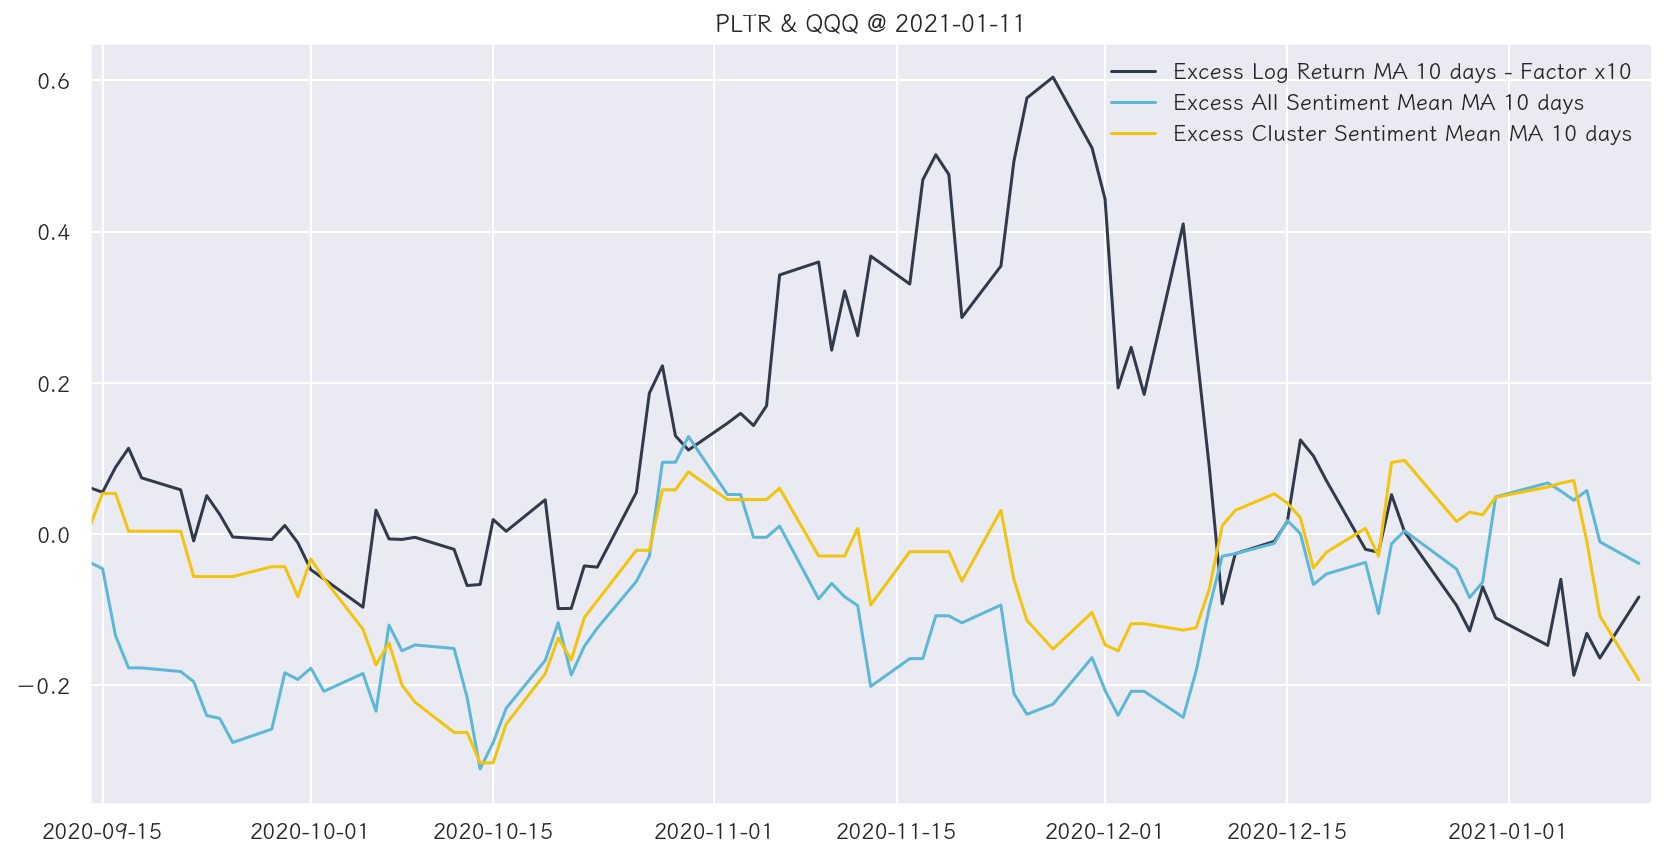 PLTR & QQQ @ 2021-01-11
Excess Log Return MA 10 days - Factor x10
Excess All Sentiment Mean MA 10 days
Excess Cluster Sentiment Mean MA 10 days
0.6
0.4
0.2
0.0
−0.2
2020-09-15 2020-10-01 2020-10-15 2020-11-01 2020-11-15 2020-12-01 2020-12-15 2021-01-01